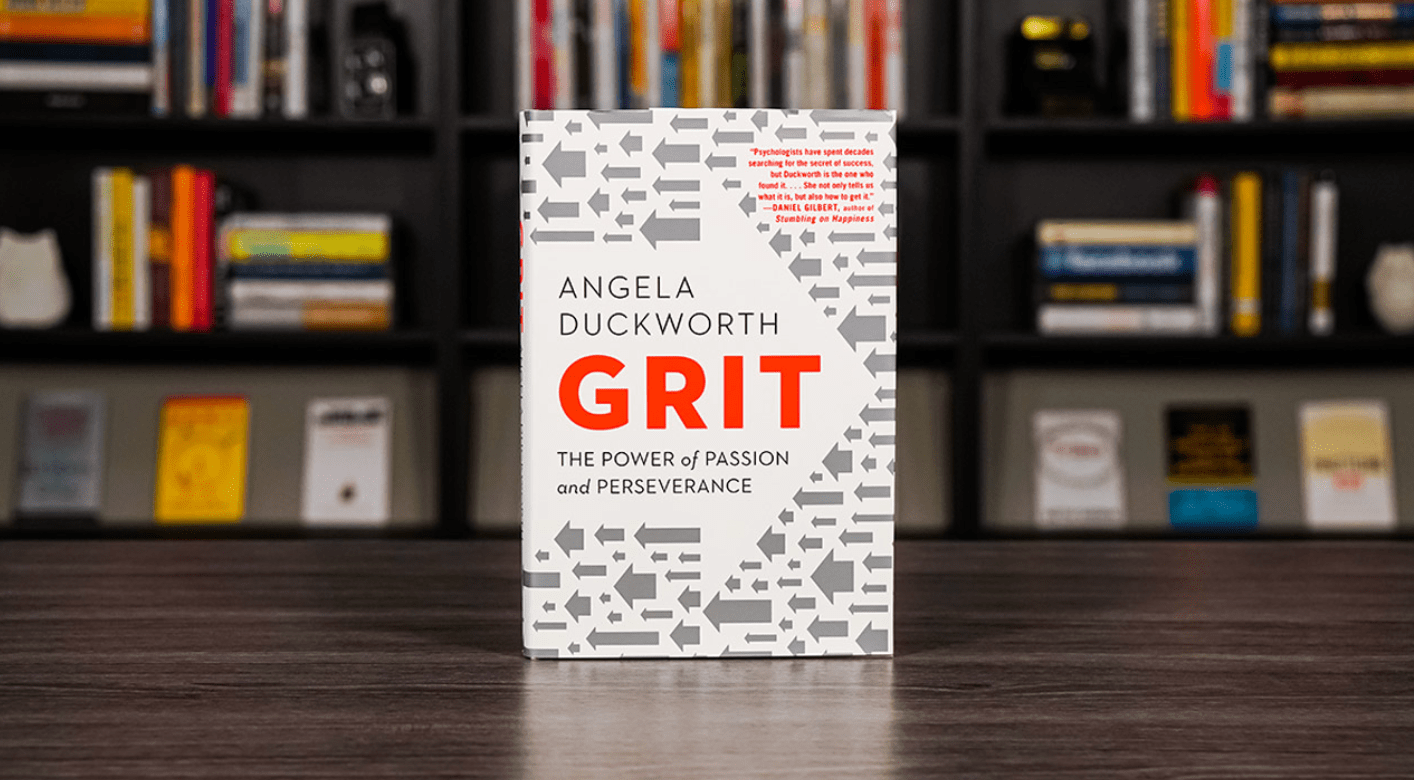 "Psychologists have spent decades
searching for the secret of success,
but Duckworth is the one who
found it. . . . She not only tells us
what it is, but also how to get it."
—DANIEL GILBERT, author of
Stumbling on Happiness
ANGELA
DUCKWORTH
GRIT
THE POWER of PASSION
and PERSEVERANCE
handbook